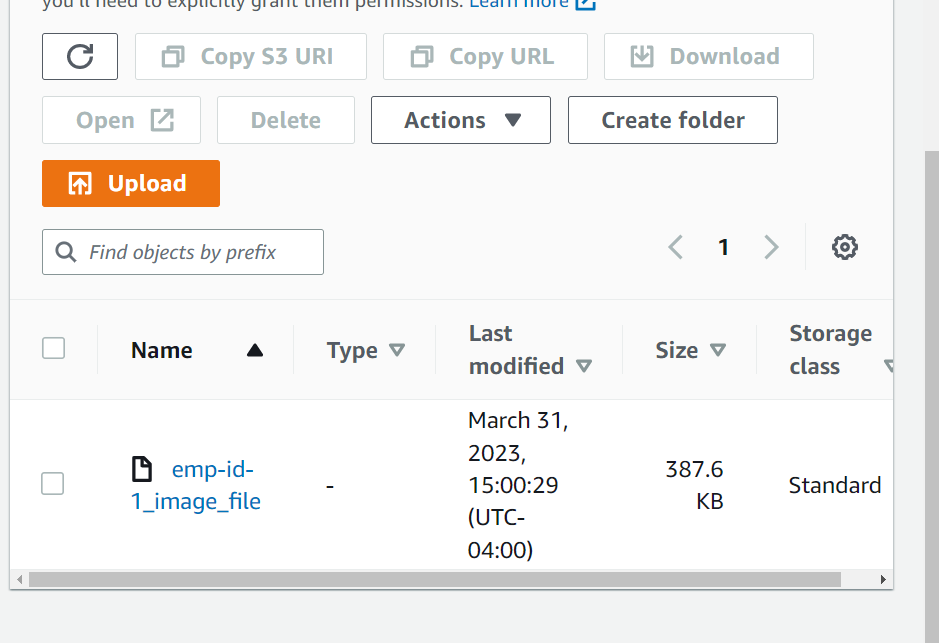 you'll need to explicitly grant them permissions. Learn more
Copy S3 URI
Copy URL
Download
Open
Delete
Actions
Create folder
Upload
Find objects by prefix
1
Name
Type
Last
modified
Size
Storage
class
emp-id-
1_image_file
-
March 31,
2023,
15:00:29
(UTC-
04:00)
387.6
KB
Standard